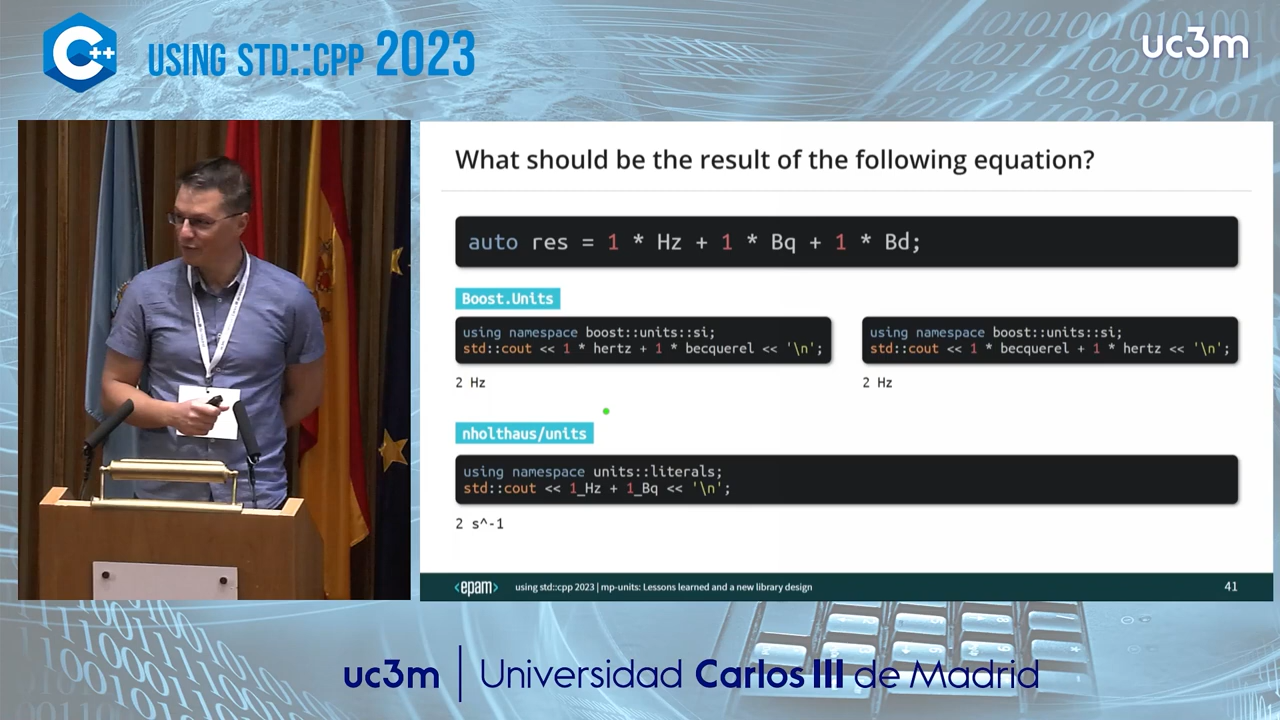 C++
USING STD::CPP 2023
uc3m
What should be the result of the following equation?
auto res = 1 * Hz + 1 * Bq + 1 * Bd;
Boost.Units
using namespace boost::units::si;
std::cout << 1 * hertz + 1 * becquerel << '\n';
2 Hz
using namespace boost::units::si;
std::cout << 1 * becquerel + 1 * hertz << '\n';
2 Hz
nholthaus/units
using namespace units::literals;
std::cout << 1_Hz + 1_Bq << '\n';
2 s^-1
<epam> using std::cpp 2023 | mp-units: Lessons learned and a new library design 41
uc3m | Universidad Carlos III de Madrid